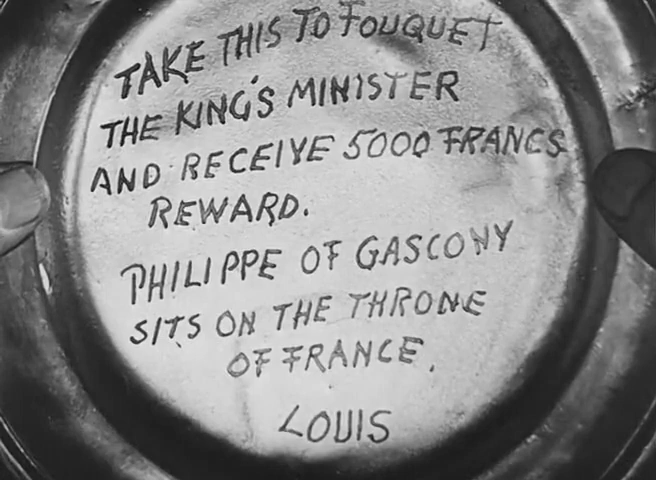 TAKE THIS TO FOUQUET
THE KING'S MINISTER
AND RECEIVE 5000 FRANCS
REWARD.
PHILIPPE OF GASCONY
SITS ON THE THRONE
OF FRANCE.
LOUIS